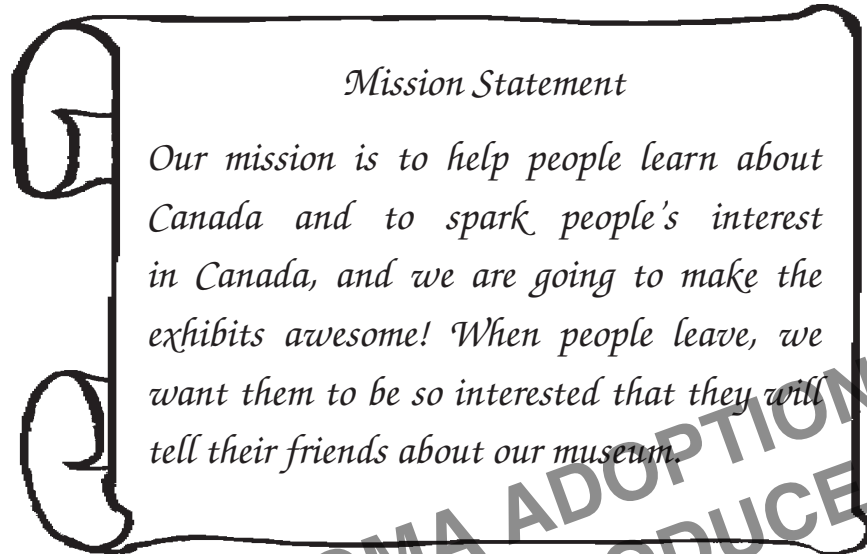 Mission Statement
Our mission is to help people learn about
Canada and to spark people's interest
in Canada, and we are going to make the
exhibits awesome! When people leave, we
want them to be so interested that they will
tell their friends about our museum.
ADOPTION